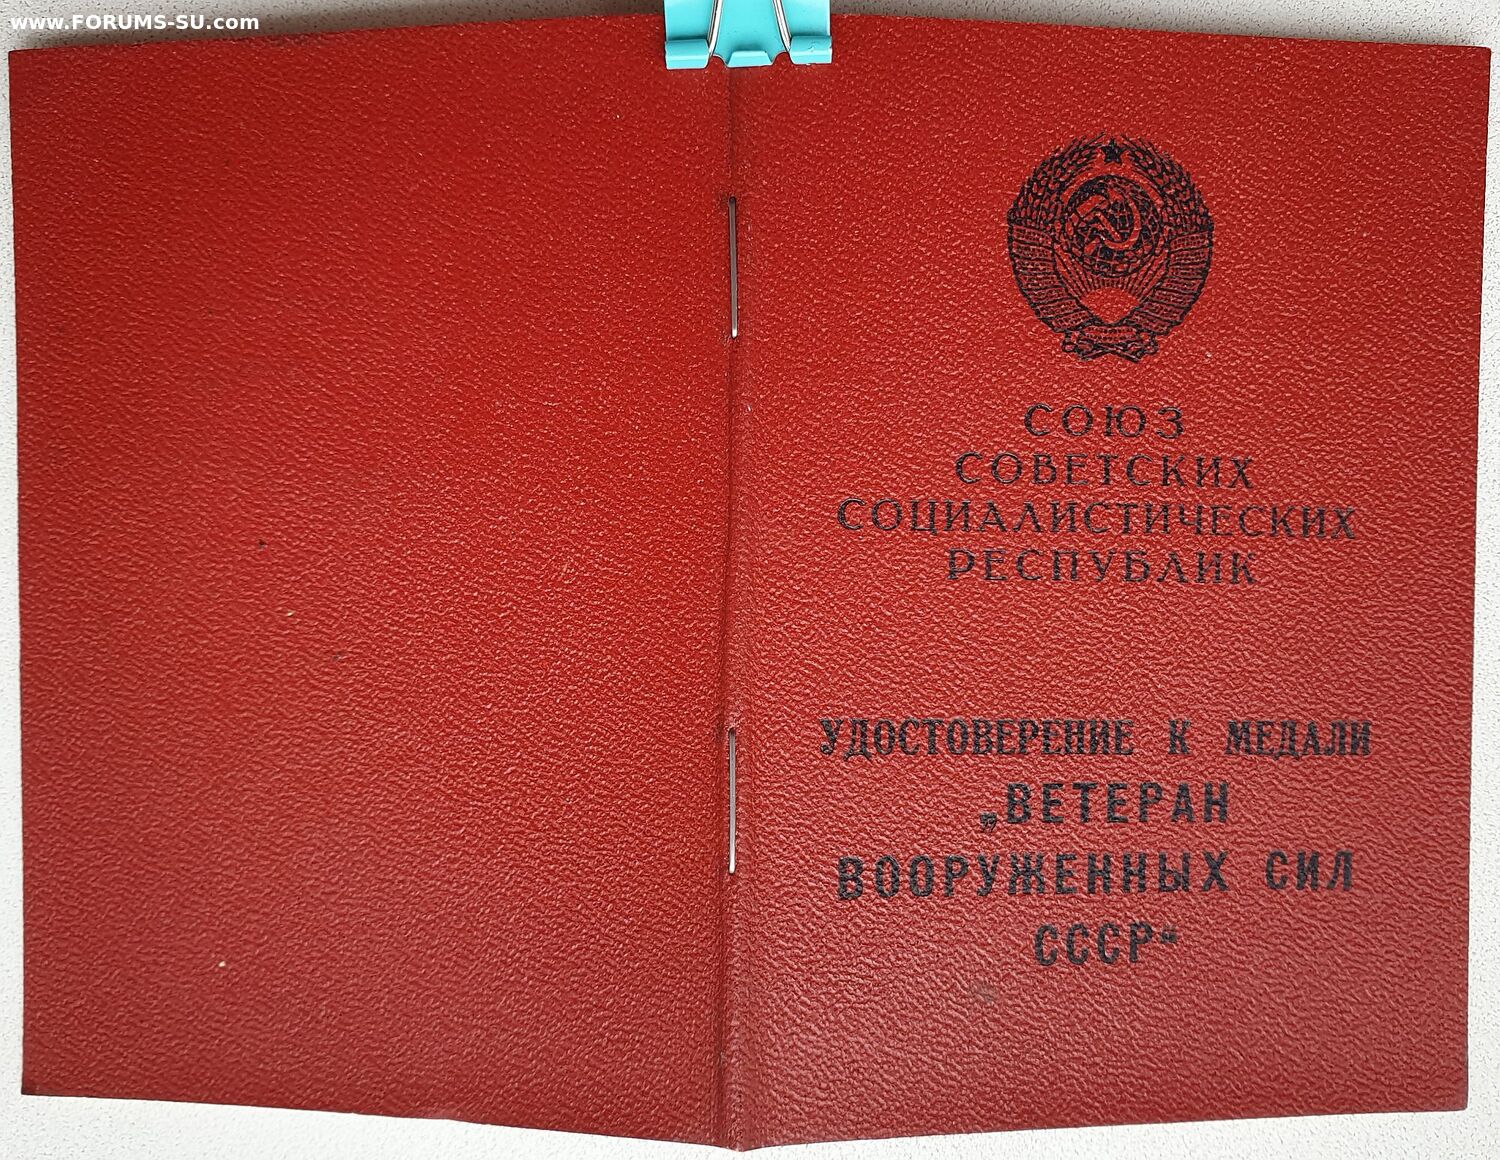 www.FORUMS-SU.com
СОЮЗ
СОВЕТСКИХ
СОЦИАЛИСТИЧЕСКИХ
РЕСПУБЛИК
УДОСТОВЕРЕНИЕ К МЕДАЛИ
„ВЕТЕРАН
ВООРУЖЕННЫХ СИЛ
СССР“